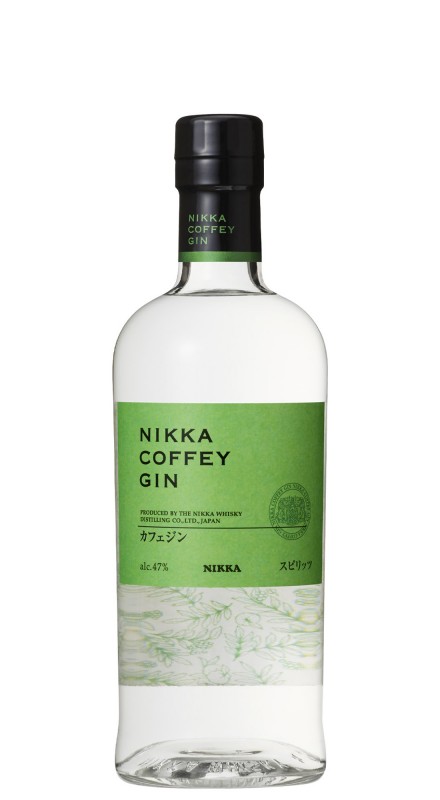 NIKKA
COFFEY
GIN
NIKKA
COFFEY
GIN
PRODUCED BY THE NIKKA WHISKY
DISTILLING CO.,LTD.,JAPAN
カフェジン
alc.47% NIKKA スピリッツ